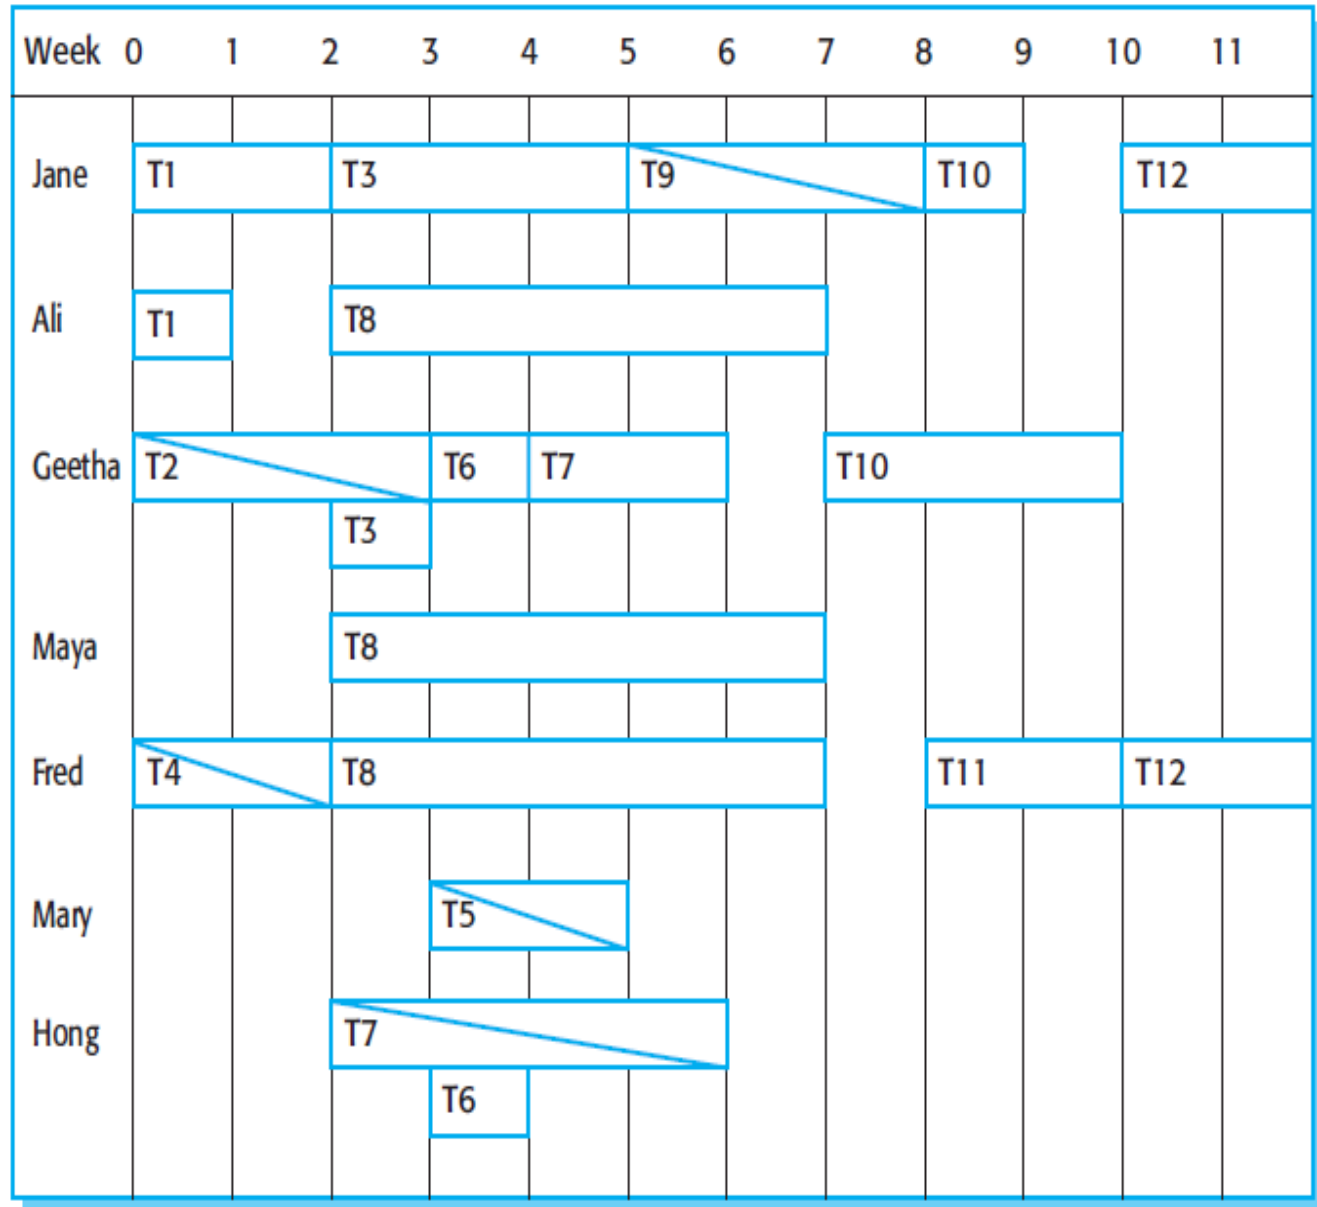 Week 0 1 2 3 4 5 6 7 8 9 10 11
Jane T1 T3 T9 T10 T12
Ali T1 T8
Geetha T2 T6 T7 T10
T3
Maya T8
Fred T4 T8 T11 T12
Mary T5
Hong T7
T6